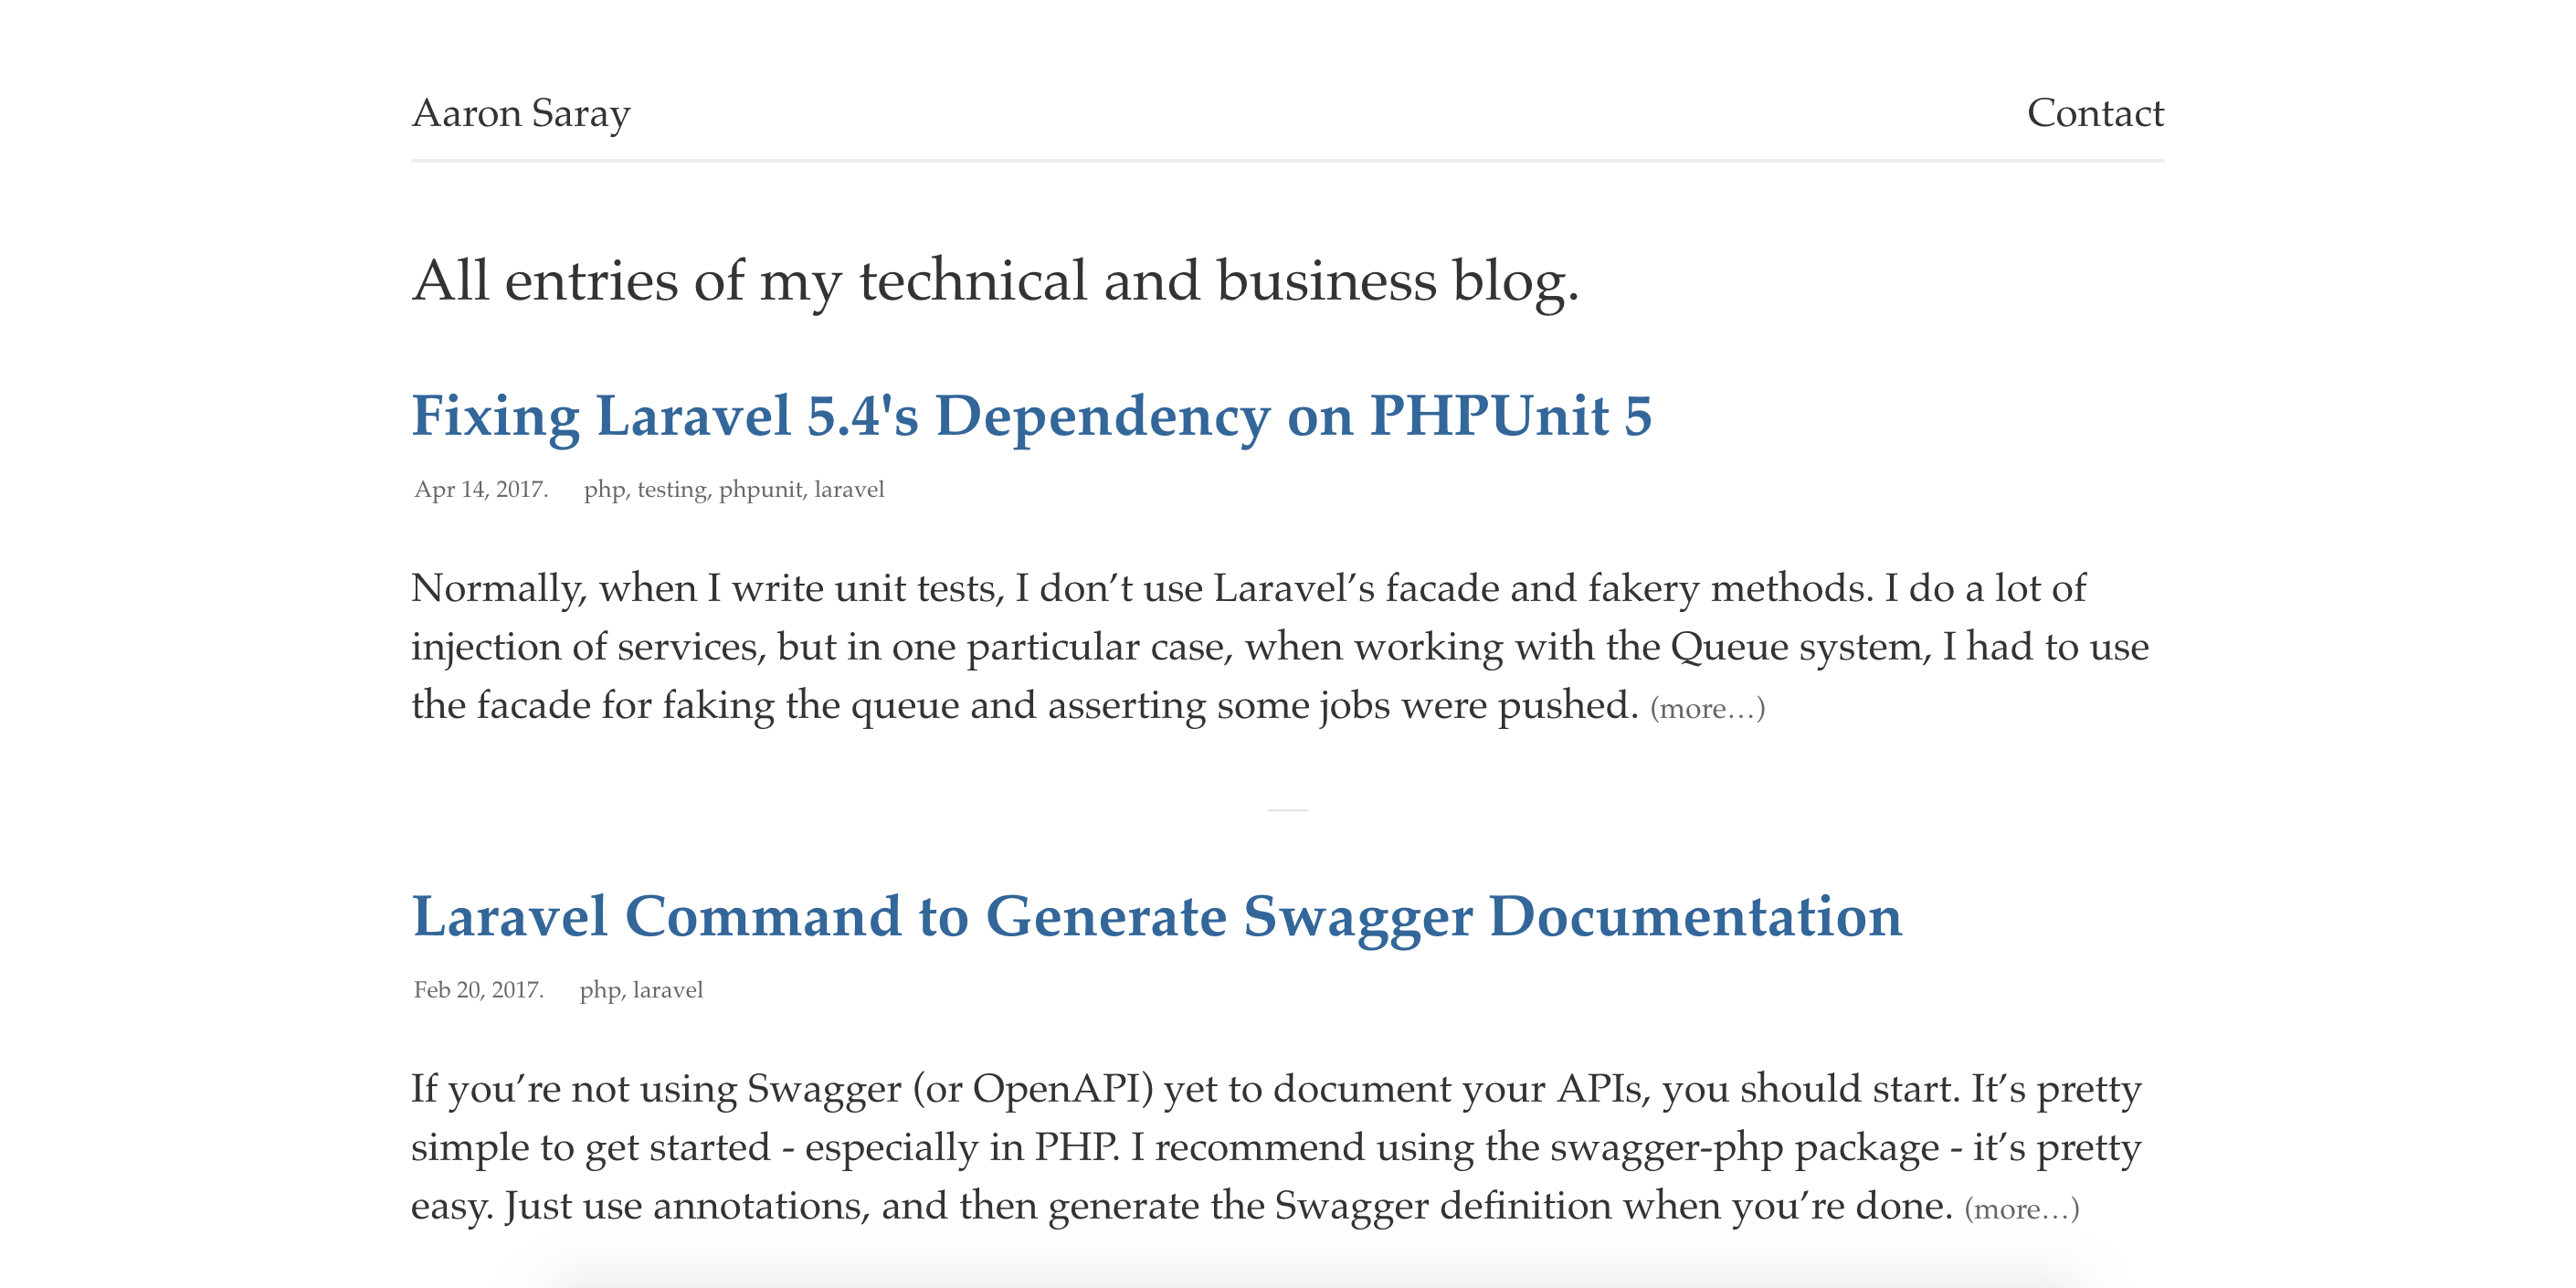 Aaron Saray
Contact
All entries of my technical and business blog.
Fixing Laravel 5.4's Dependency on PHPUnit 5
Apr 14, 2017. php, testing, phpunit, laravel
Normally, when I write unit tests, I don’t use Laravel’s facade and fakery methods. I do a lot of
injection of services, but in one particular case, when working with the Queue system, I had to use
the facade for faking the queue and asserting some jobs were pushed. (more…)
Laravel Command to Generate Swagger Documentation
Feb 20, 2017. php, laravel
If you’re not using Swagger (or OpenAPI) yet to document your APIs, you should start. It’s pretty
simple to get started - especially in PHP. I recommend using the swagger-php package - it’s pretty
easy. Just use annotations, and then generate the Swagger definition when you’re done. (more…)